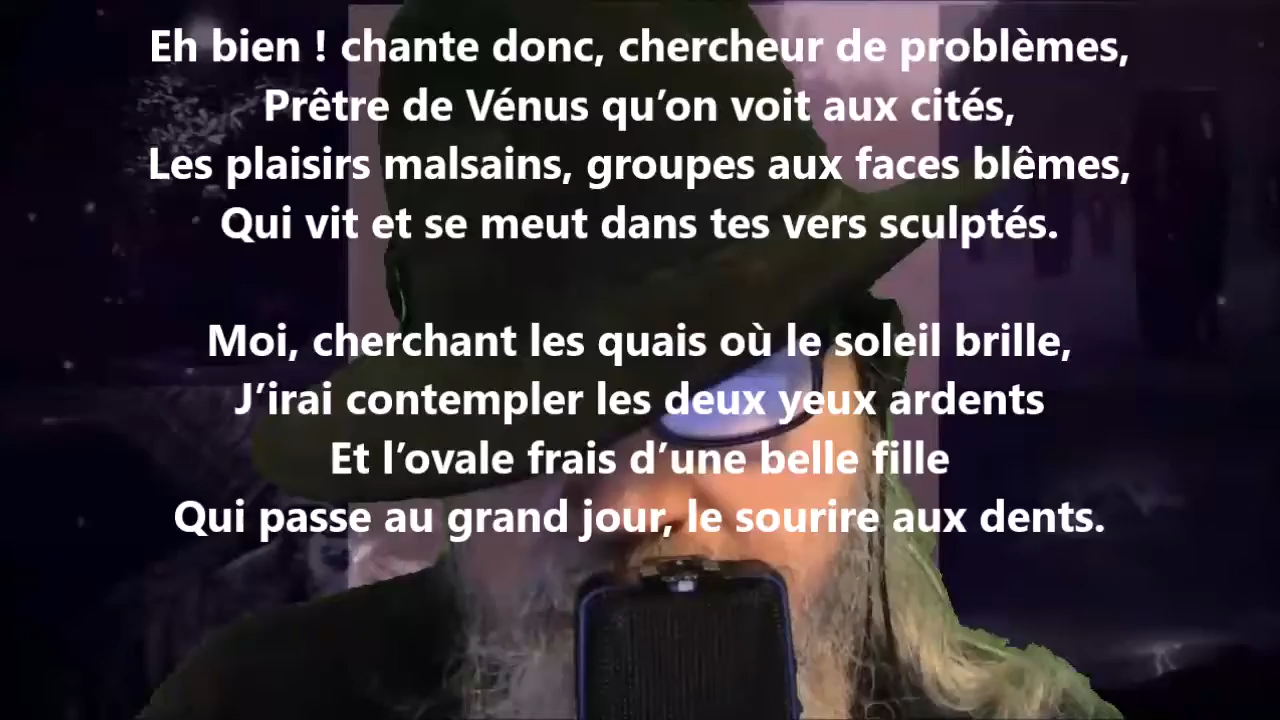 Eh bien ! chante donc, chercheur de problèmes,
Prêtre de Vénus qu’on voit aux cités,
Les plaisirs malsains, groupes aux faces blêmes,
Qui vit et se meut dans tes vers sculptés.
Moi, cherchant les quais où le soleil brille,
J’irai contempler les deux yeux ardents
Et l’ovale frais d’une belle fille
Qui passe au grand jour, le sourire aux dents.